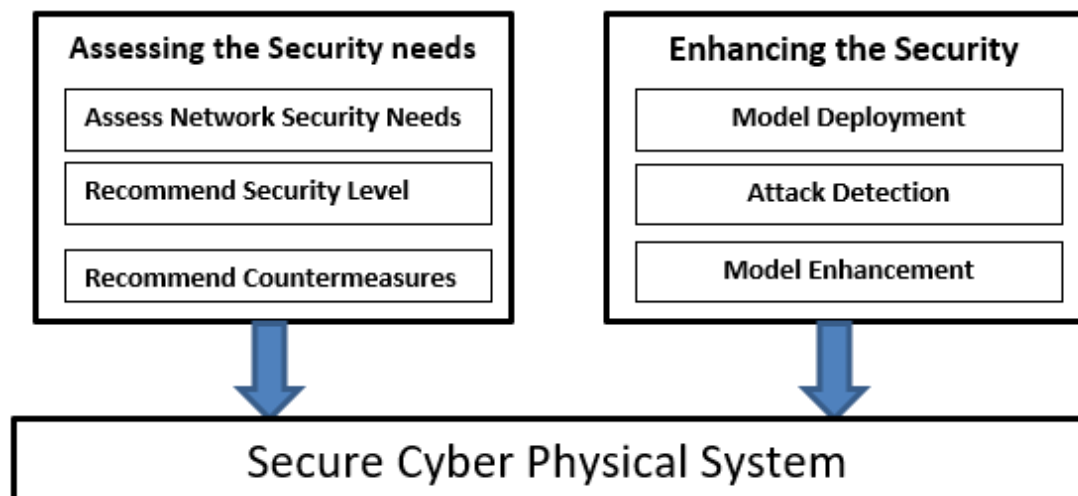 Assessing the Security needs
Assess Network Security Needs
Recommend Security Level
Recommend Countermeasures
Enhancing the Security
Model Deployment
Attack Detection
Model Enhancement
Secure Cyber Physical System